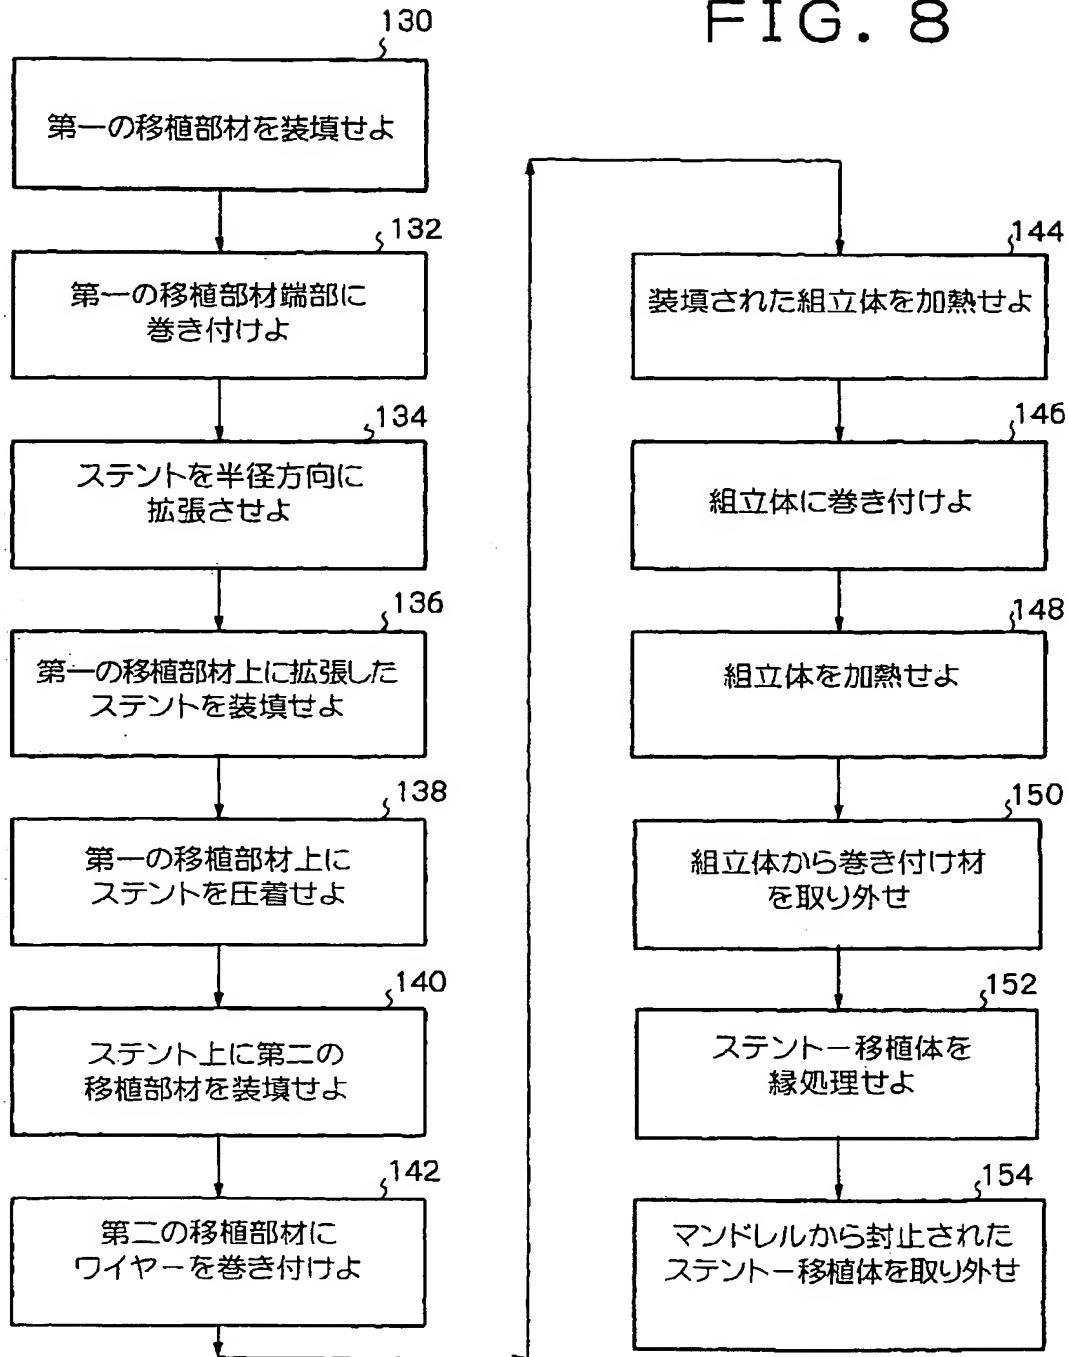 FIG. 8
130
第一の移植部材を装填せよ
132
第一の移植部材端部に
巻き付けよ
134
ステントを半径方向に
拡張させよ
136
第一の移植部材上に拡張した
ステントを装填せよ
138
第一の移植部材上に
ステントを圧着せよ
140
ステント上に第二の
移植部材を装填せよ
142
第二の移植部材に
ワイヤーを巻き付けよ
144
装填された組立体を加熱せよ
146
組立体に巻き付けよ
148
組立体を加熱せよ
150
組立体から巻き付け材
を取り外せ
152
ステントー移植体を
縁処理せよ
154
マンドレルから封止された
ステントー移植体を取り外せ